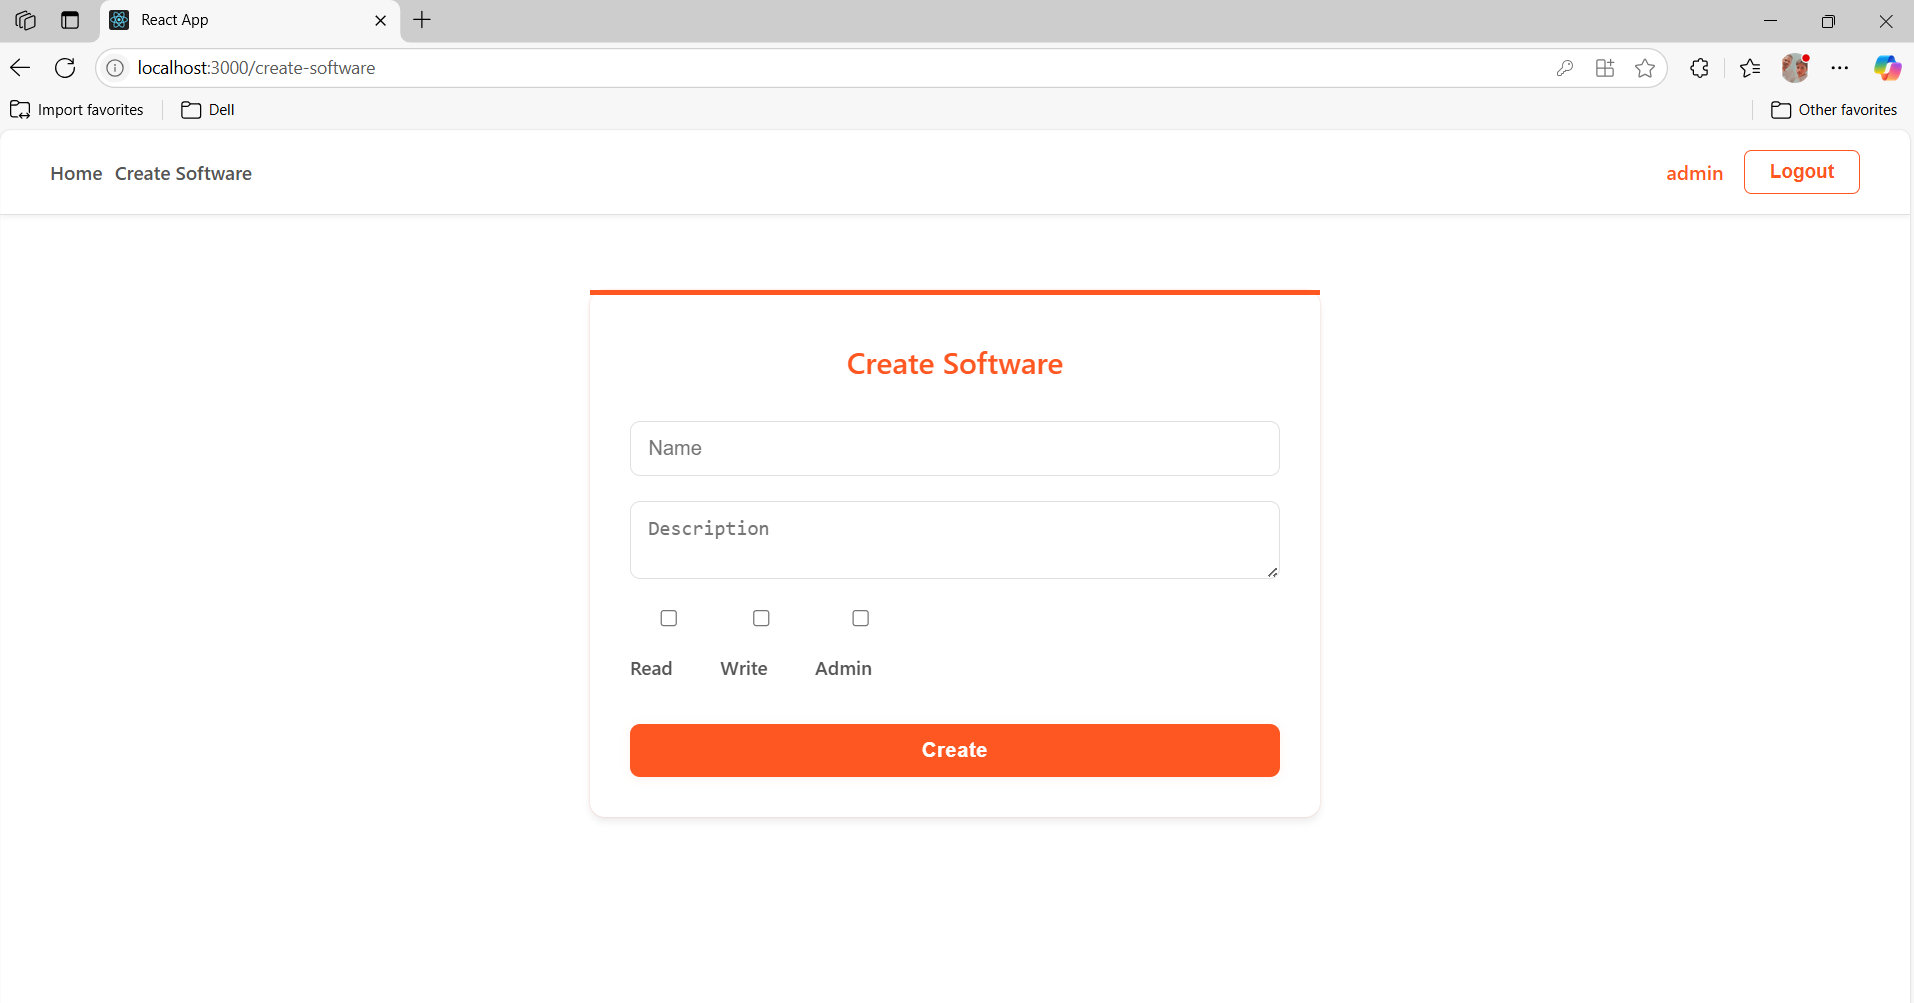 React App
localhost:3000/create-software
Import favorites
Dell
Other favorites
Home Create Software
admin
Logout
Create Software
Name
Description
Read Write Admin
Create